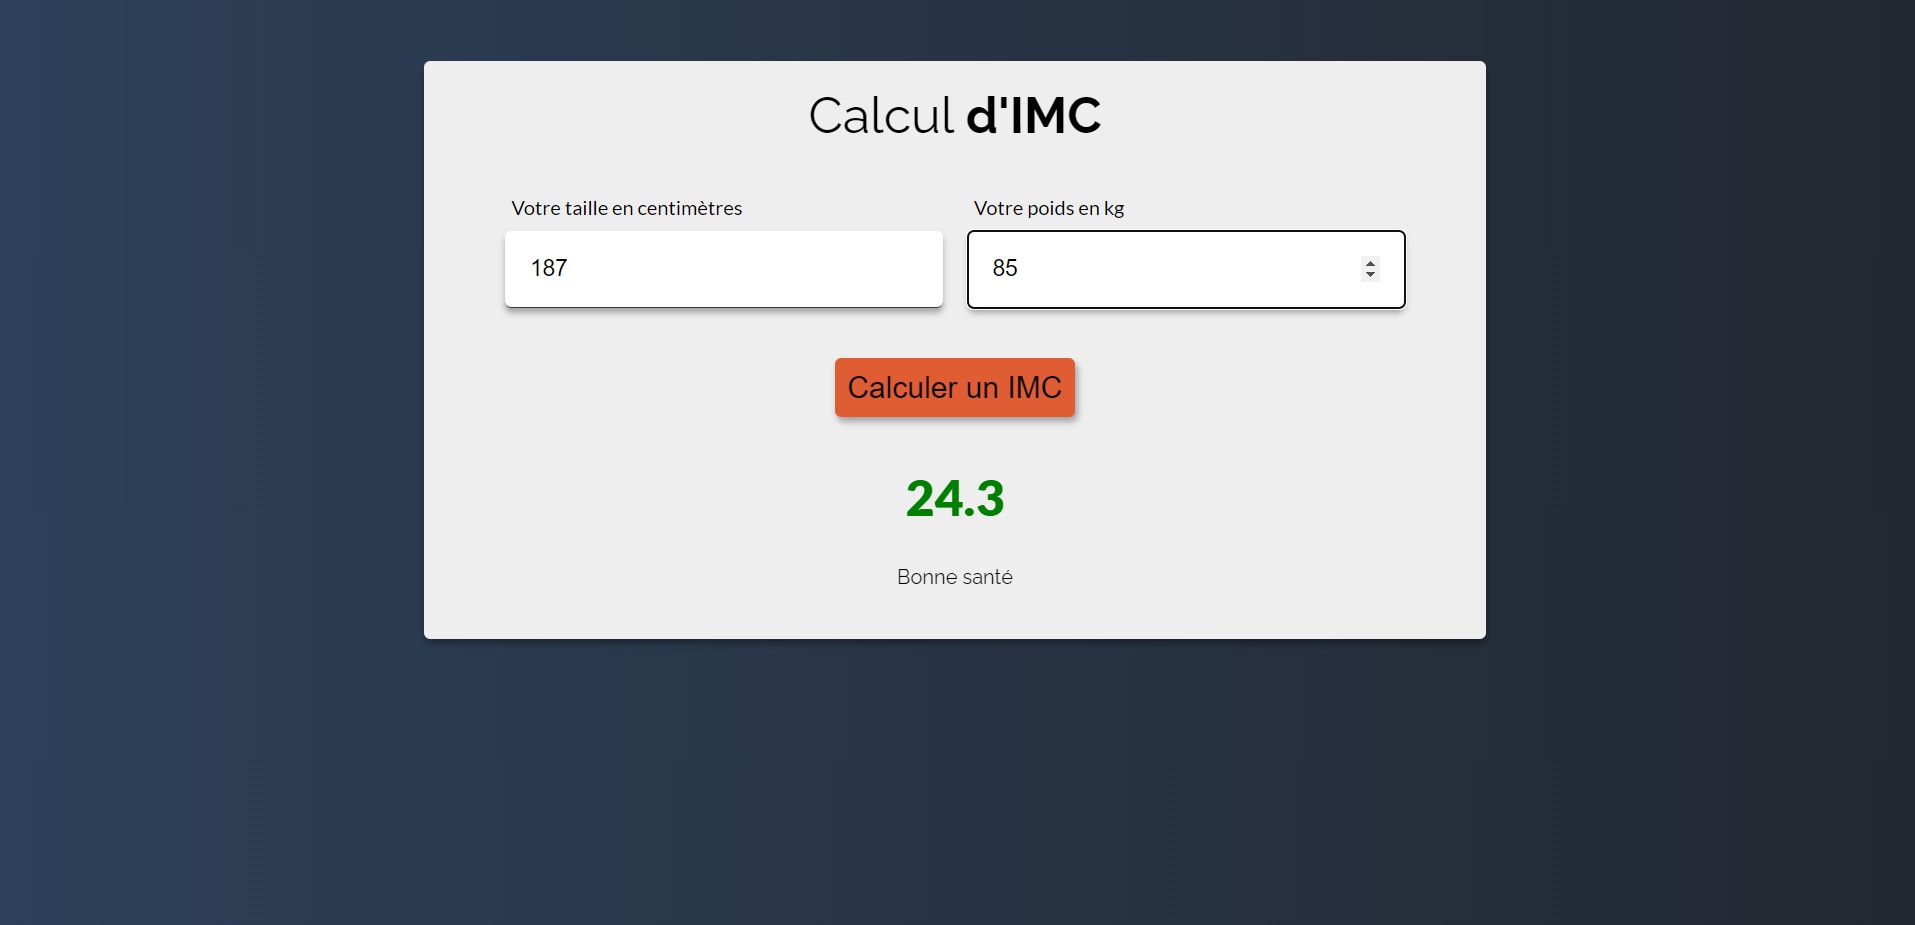 Calcul d'IMC
Votre taille en centimètres
Votre poids en kg
187
85
Calculer un IMC
24.3
Bonne santé